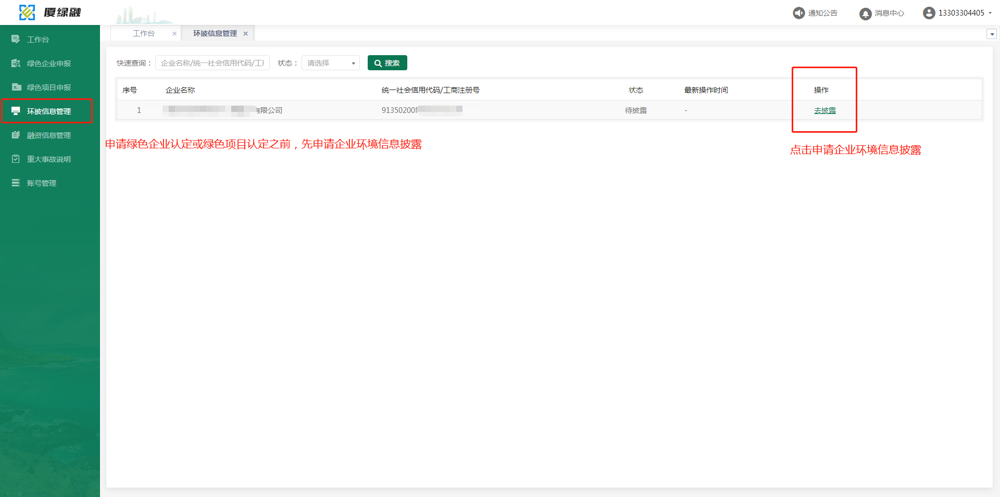 厦绿融
通知公告
消息中心
13303304405
工作台
环披信息管理
工作台
绿色企业申报
绿色项目申报
环披信息管理
融资信息管理
重大事故说明
账号管理
快速查询：
企业名称/统一社会信用代码/工
状态：
请选择
搜索
序号 企业名称 统一社会信用代码/工商注册号 状态 最新操作时间 操作
1 有限公司 91350200 待披露 - 去披露
申请绿色企业认定或绿色项目认定之前，先申请企业环境信息披露
点击申请企业环境信息披露